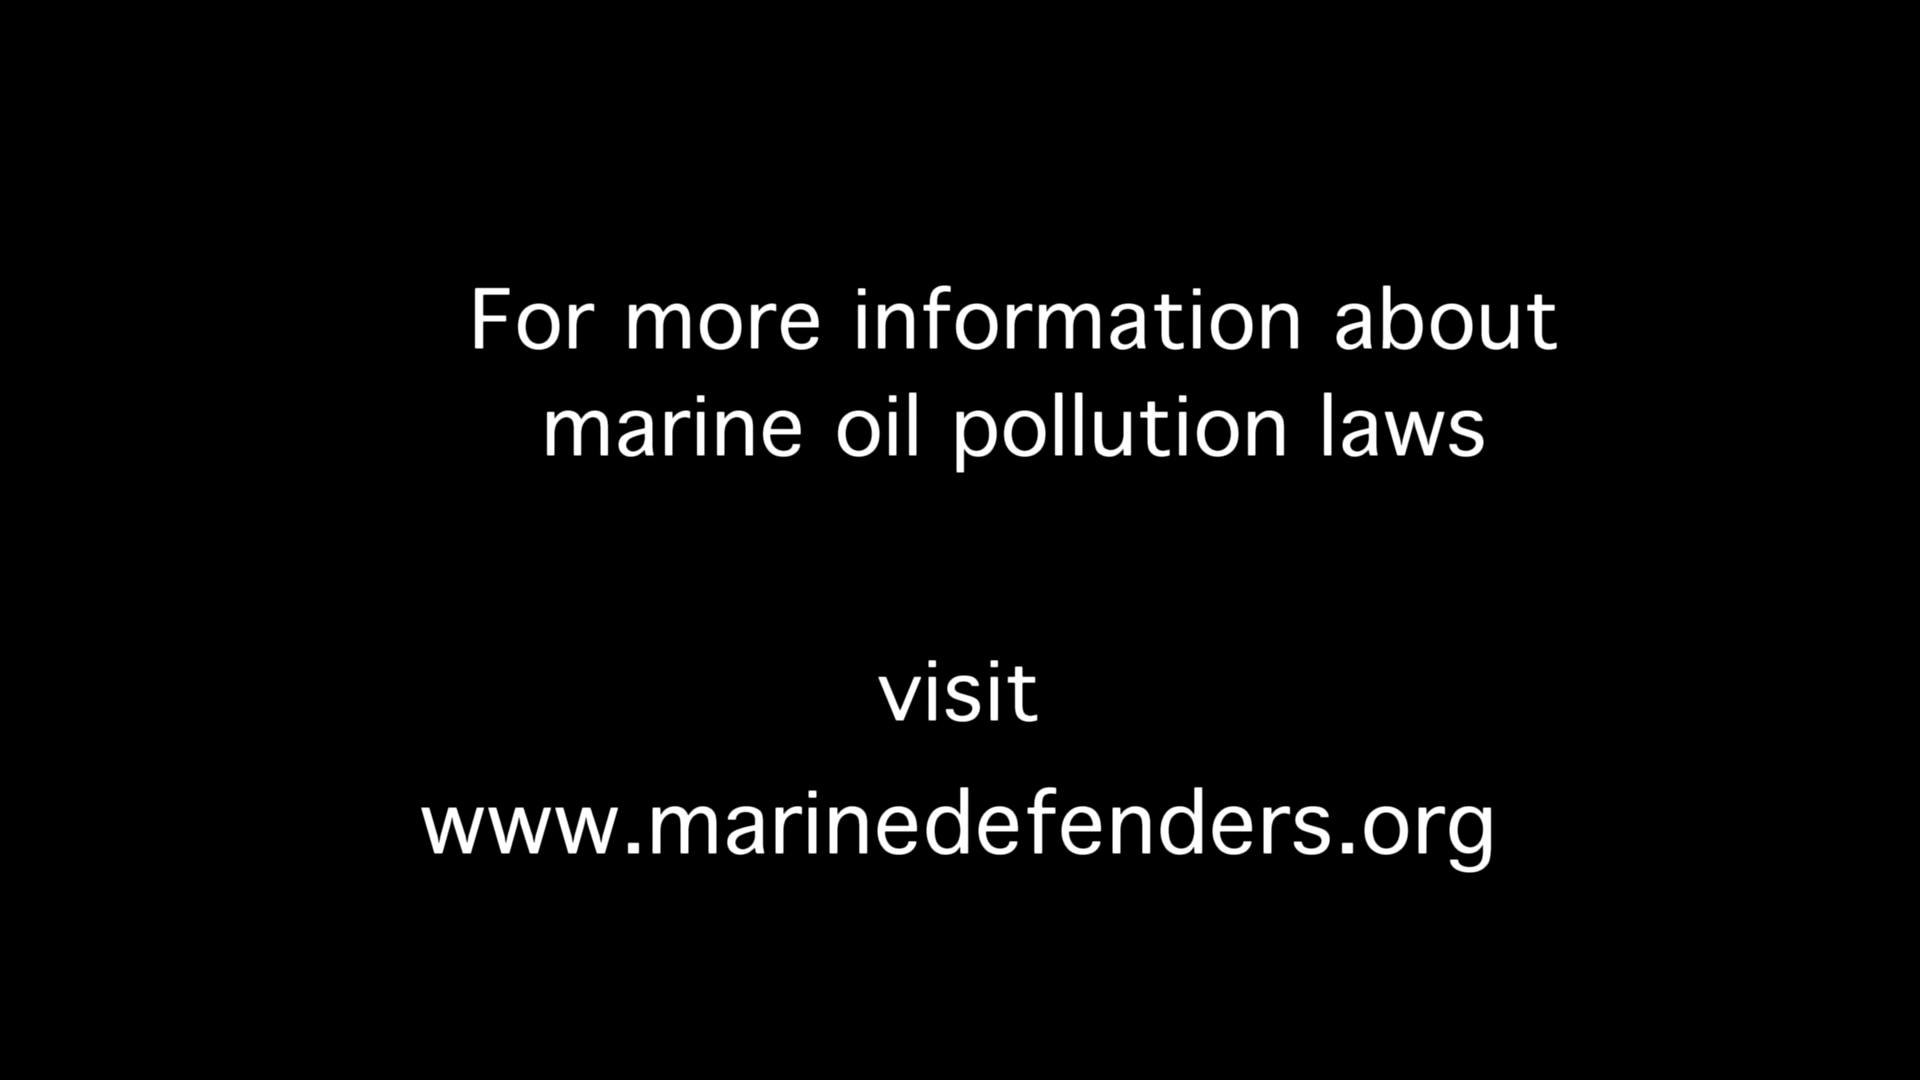 For more information about
marine oil pollution laws
visit
www.marinedefenders.org